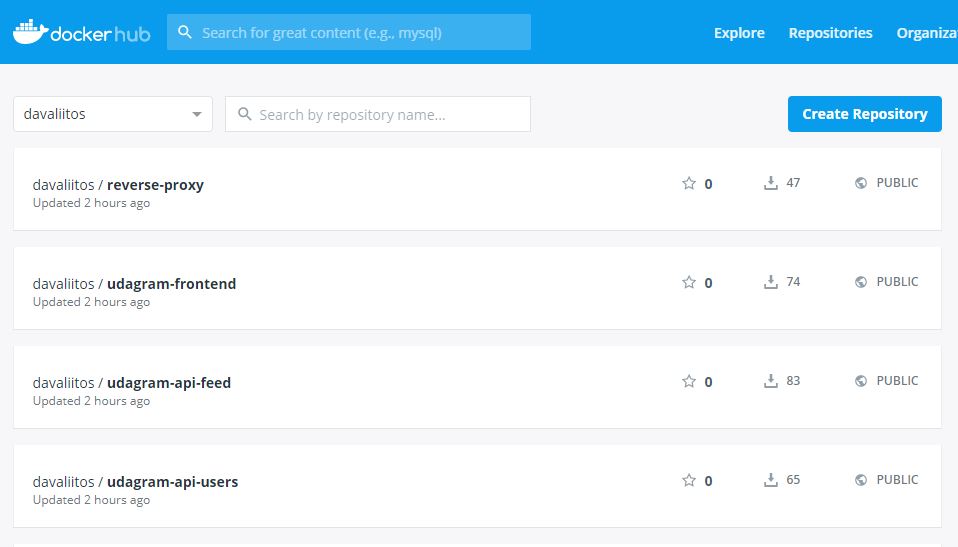 dockerhub
Search for great content (e.g., mysql)
Explore
Repositories
Organiza
davaliitos
Search by repository name...
Create Repository
davaliitos / reverse-proxy
Updated 2 hours ago
0
47
PUBLIC
davaliitos / udagram-frontend
Updated 2 hours ago
0
74
PUBLIC
davaliitos / udagram-api-feed
Updated 2 hours ago
0
83
PUBLIC
davaliitos / udagram-api-users
Updated 2 hours ago
0
65
PUBLIC